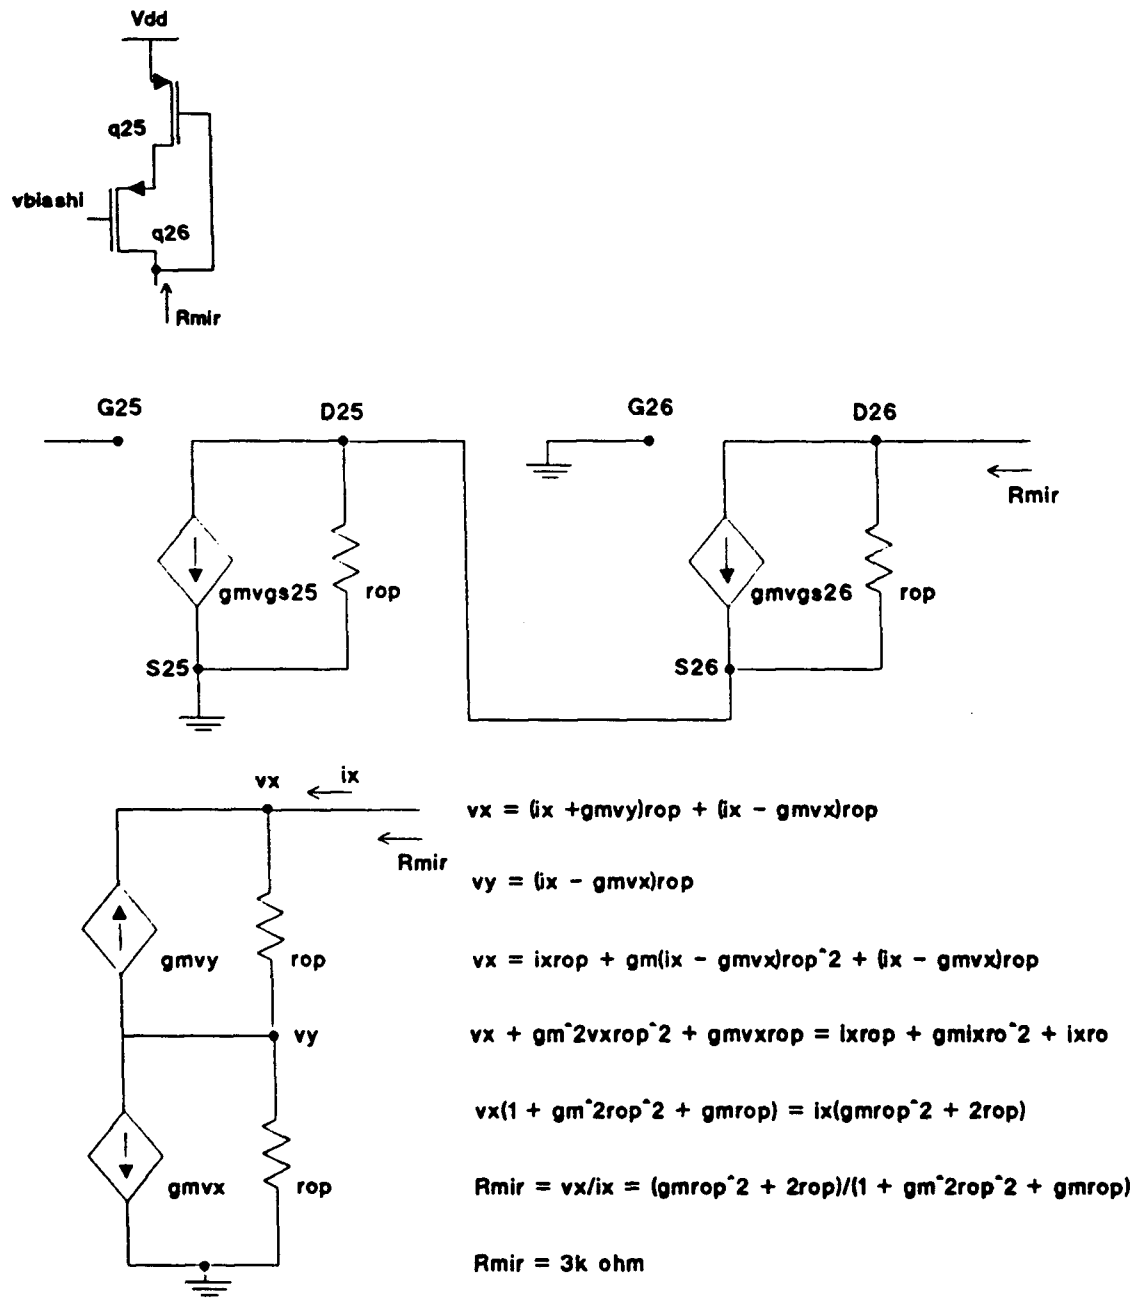 Vdd
q25
vbiashi
q26
Rmir
G25
D25
G26
D26
Rmir
gmvgs25
rop
gmvgs26
rop
S25
S26
vx
ix
Rmir
vx = (ix +gmvy)rop + (ix - gmvx)rop
vy = (ix - gmvx)rop
gmvy
rop
vx = ixrop + gm(ix - gmvx)rop^2 + (ix - gmvx)rop
vy
vx + gm^2vxrop^2 + gmvxrop = ixrop + gmixro^2 + ixro
vx(1 + gm^2rop^2 + gmrop) = ix(gmrop^2 + 2rop)
gmvx
rop
Rmir = vx/ix = (gmrop^2 + 2rop)/(1 + gm^2rop^2 + gmrop)
Rmir = 3k ohm